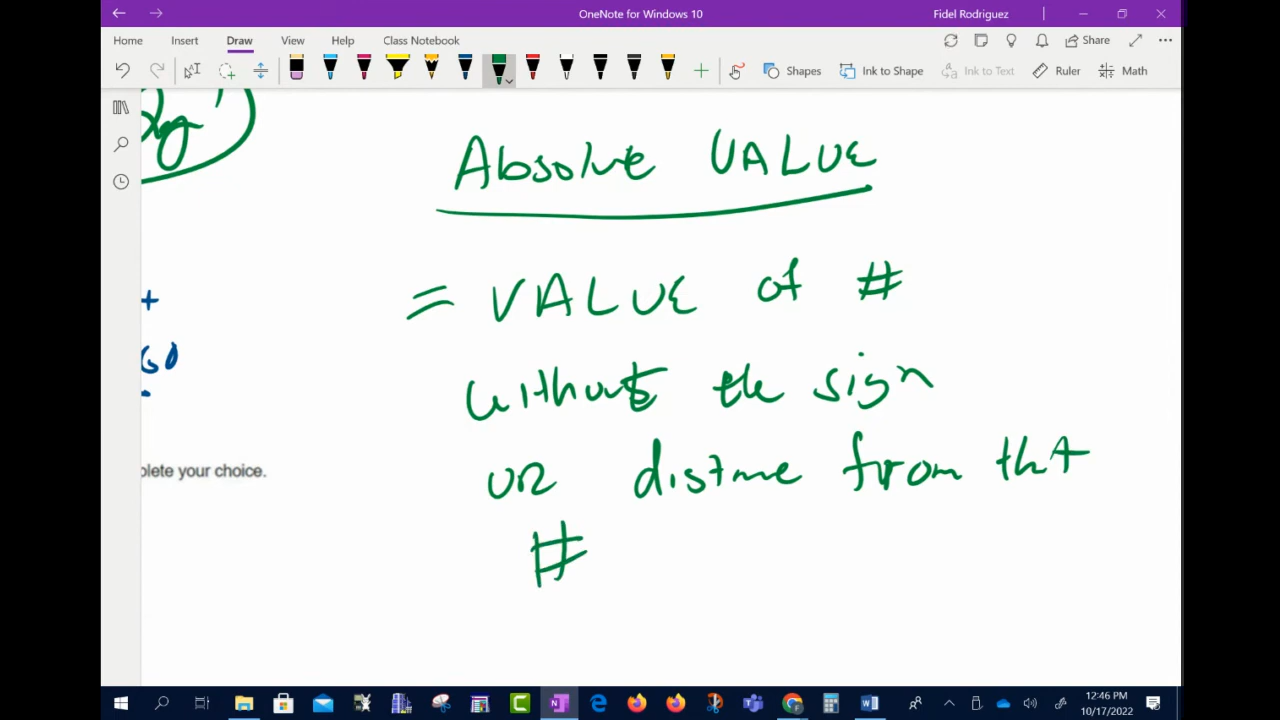 OneNote for Windows 10
Fidel Rodriguez
Home Insert Draw View Help Class Notebook
Share
Shapes
Ink to Shape
Ink to Text
Ruler
Math
Absolute VALUE
= VALUE of #
without the sign
+
60
or distance from tht
plete your choice.
#
12:46 PM
10/17/2022